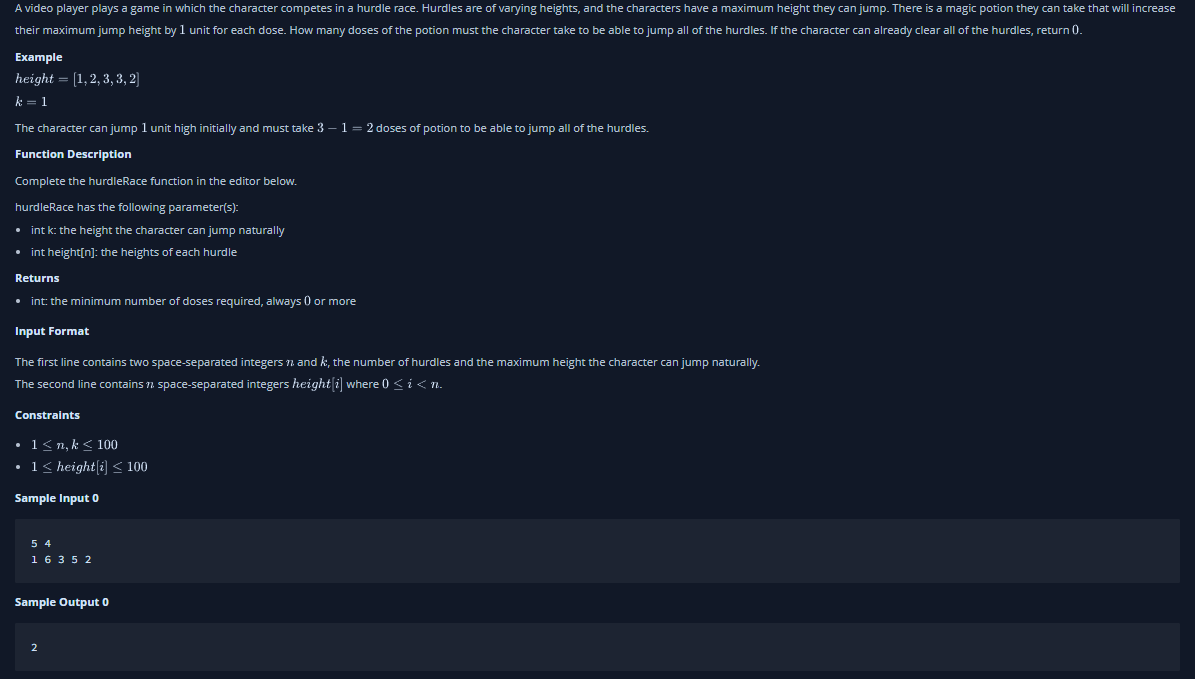 A video player plays a game in which the character competes in a hurdle race. Hurdles are of varying heights, and the characters have a maximum height they can jump. There is a magic potion they can take that will increase
their maximum jump height by 1 unit for each dose. How many doses of the potion must the character take to be able to jump all of the hurdles. If the character can already clear all of the hurdles, return 0.
Example
height = [1, 2, 3, 3, 2]
k = 1
The character can jump 1 unit high initially and must take 3 − 1 = 2 doses of potion to be able to jump all of the hurdles.
Function Description
Complete the hurdleRace function in the editor below.
hurdleRace has the following parameter(s):
• int k: the height the character can jump naturally
• int height[n]: the heights of each hurdle
Returns
• int: the minimum number of doses required, always 0 or more
Input Format
The first line contains two space-separated integers n and k, the number of hurdles and the maximum height the character can jump naturally.
The second line contains n space-separated integers height[i] where 0 ≤ i < n.
Constraints
• 1 ≤ n, k ≤ 100
• 1 ≤ height[i] ≤ 100
Sample Input 0
5 4
1 6 3 5 2
Sample Output 0
2